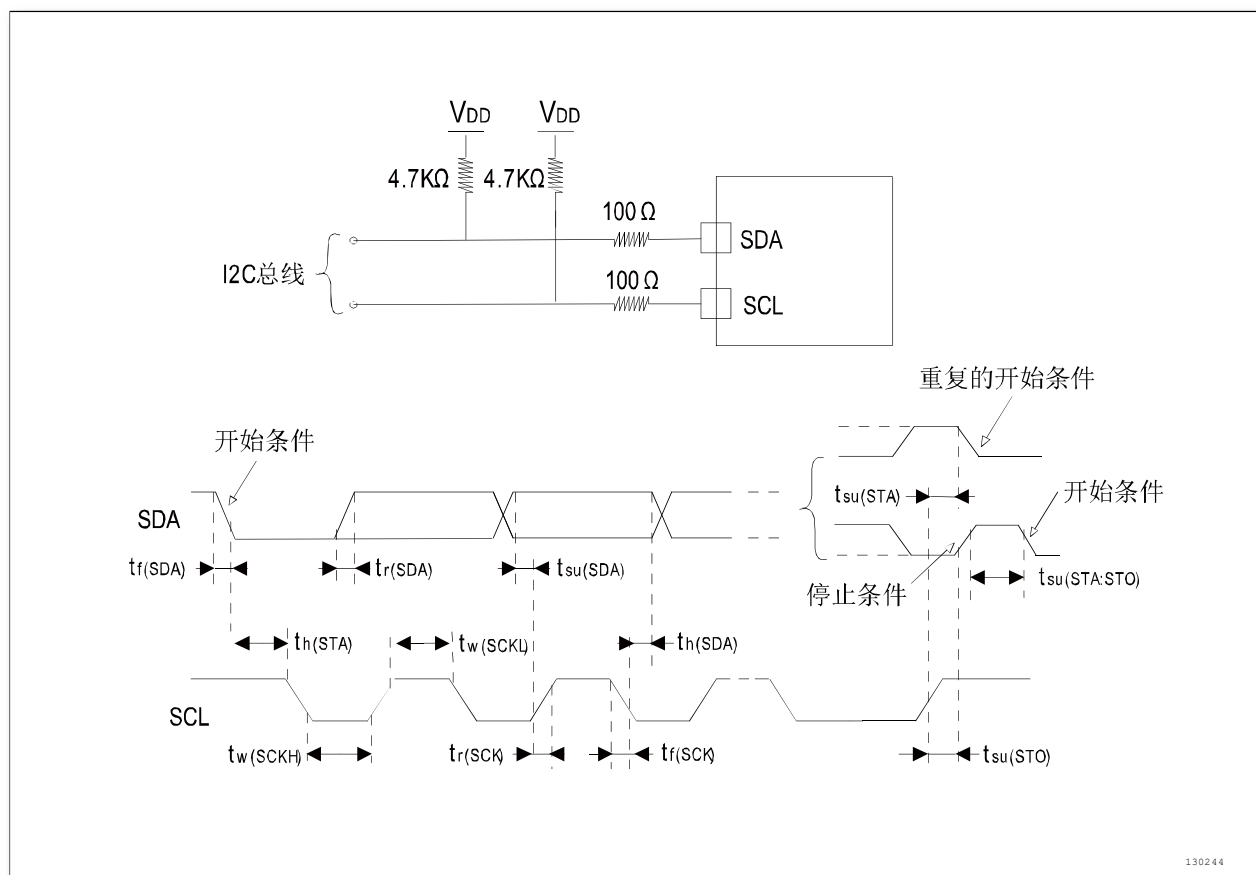 VDD VDD
4.7KΩ 4.7KΩ
100 Ω
SDA
I2C总线
100 Ω
SCL
重复的开始条件
开始条件
tsu(STA)
开始条件
SDA
tf(SDA) tr(SDA) tsu(SDA)
停止条件
tsu(STA:STO)
th(STA) tw(SCKL) th(SDA)
SCL
tw(SCKH) tr(SCK) tf(SCK) tsu(STO)
130244